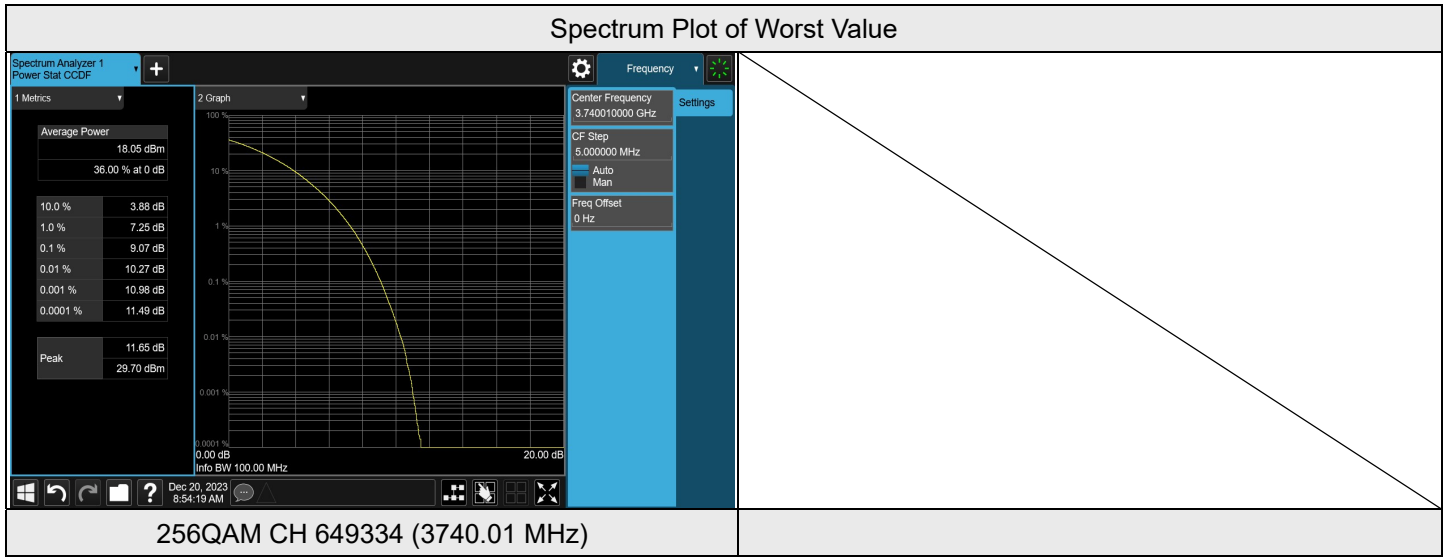 Spectrum Plot of Worst Value
Spectrum Analyzer 1
Power Stat CCDF
+
Frequency
1 Metrics
2 Graph
Average Power
18.05 dBm
36.00 % at 0 dB
10.0 % 3.88 dB
1.0 % 7.25 dB
0.1 % 9.07 dB
0.01 % 10.27 dB
0.001 % 10.98 dB
0.0001 % 11.49 dB
Peak
11.65 dB
29.70 dBm
100 %
10 %
1 %
0.1 %
0.01 %
0.001 %
0.0001 %
0.00 dB 20.00 dB
Info BW 100.00 MHz
Center Frequency
3.740010000 GHz
Settings
CF Step
5.000000 MHz
Auto
Man
Freq Offset
0 Hz
?
Dec 20, 2023
8:54:19 AM
256QAM CH 649334 (3740.01 MHz)